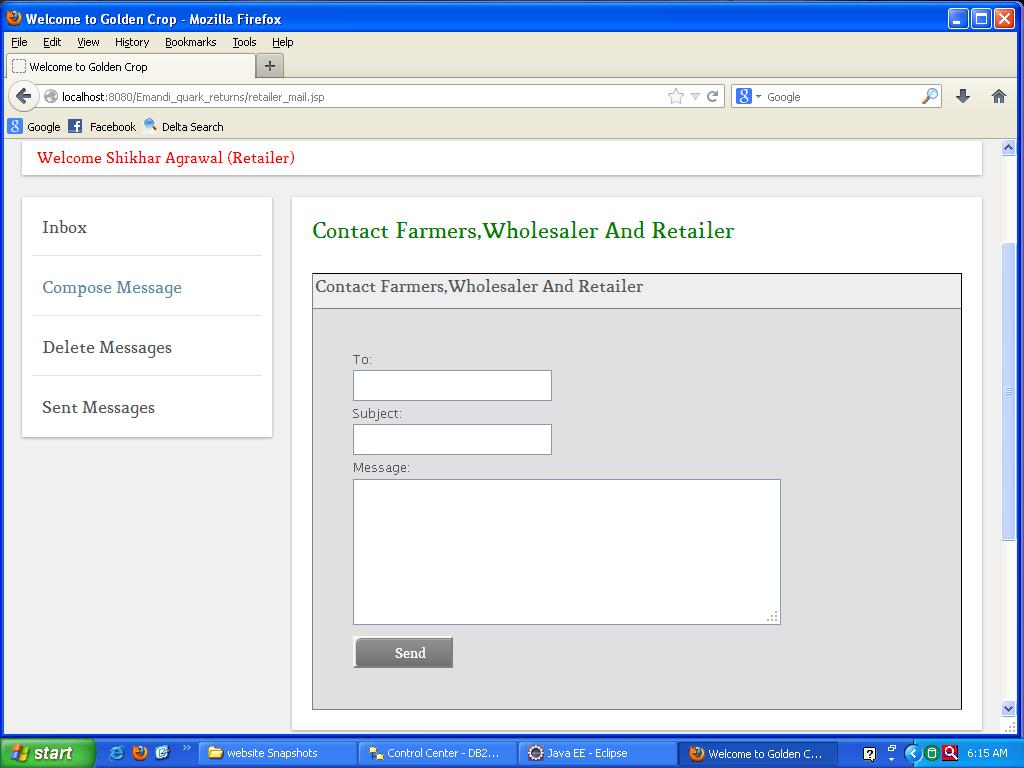 Welcome to Golden Crop - Mozilla Firefox
File Edit View History Bookmarks Tools Help
Welcome to Golden Crop
localhost:8080/Emandi_quark_returns/retailer_mail.jsp
Google
Google Facebook Delta Search
Welcome Shikhar Agrawal (Retailer)
Inbox
Compose Message
Delete Messages
Sent Messages
Contact Farmers,Wholesaler And Retailer
Contact Farmers,Wholesaler And Retailer
To:
Subject:
Message:
Send
start
website Snapshots
Control Center - DB2...
Java EE - Eclipse
Welcome to Golden C...
6:15 AM